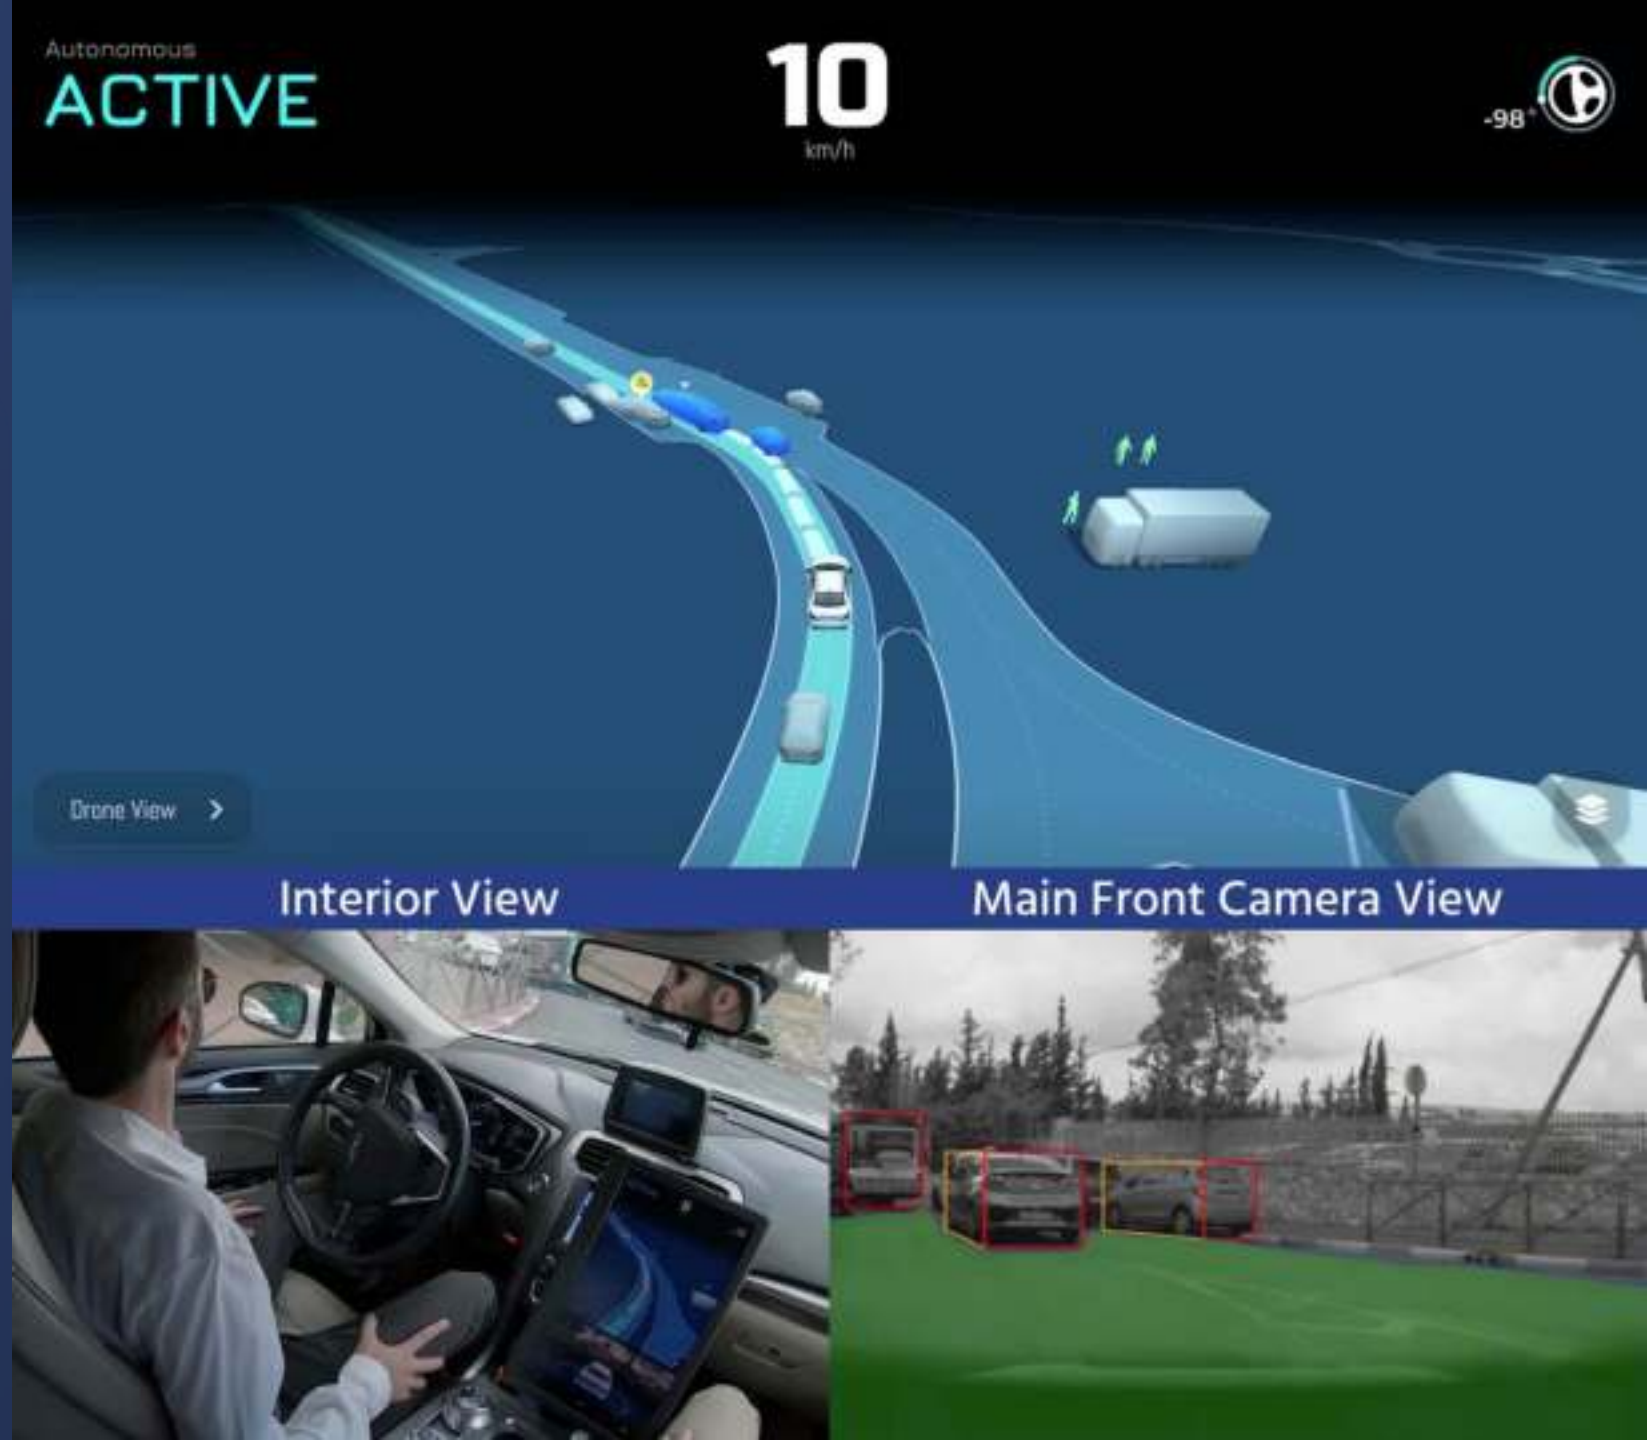 Autonomous
ACTIVE
10
km/h
-98°
Drone View
Interior View
Main Front Camera View